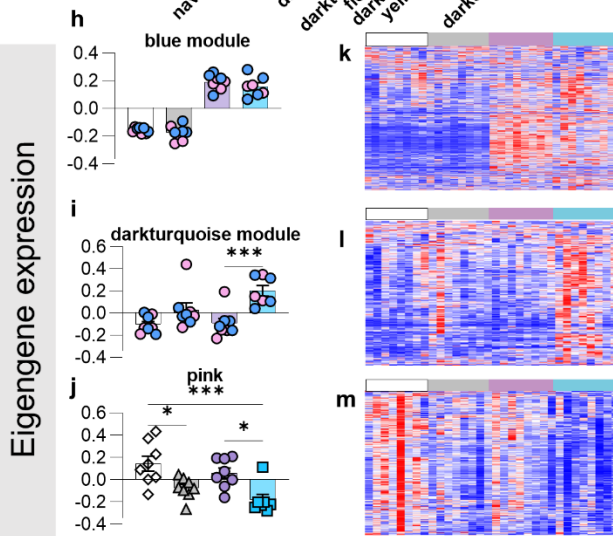 h
blue module
0.4
0.2
0.0
-0.2
-0.4
k
Eigengene expression
i
darkturquoise module
***
0.6
0.4
0.2
0.0
-0.2
-0.4
l
j
pink
***
*
*
0.6
0.4
0.2
0.0
-0.2
-0.4
m